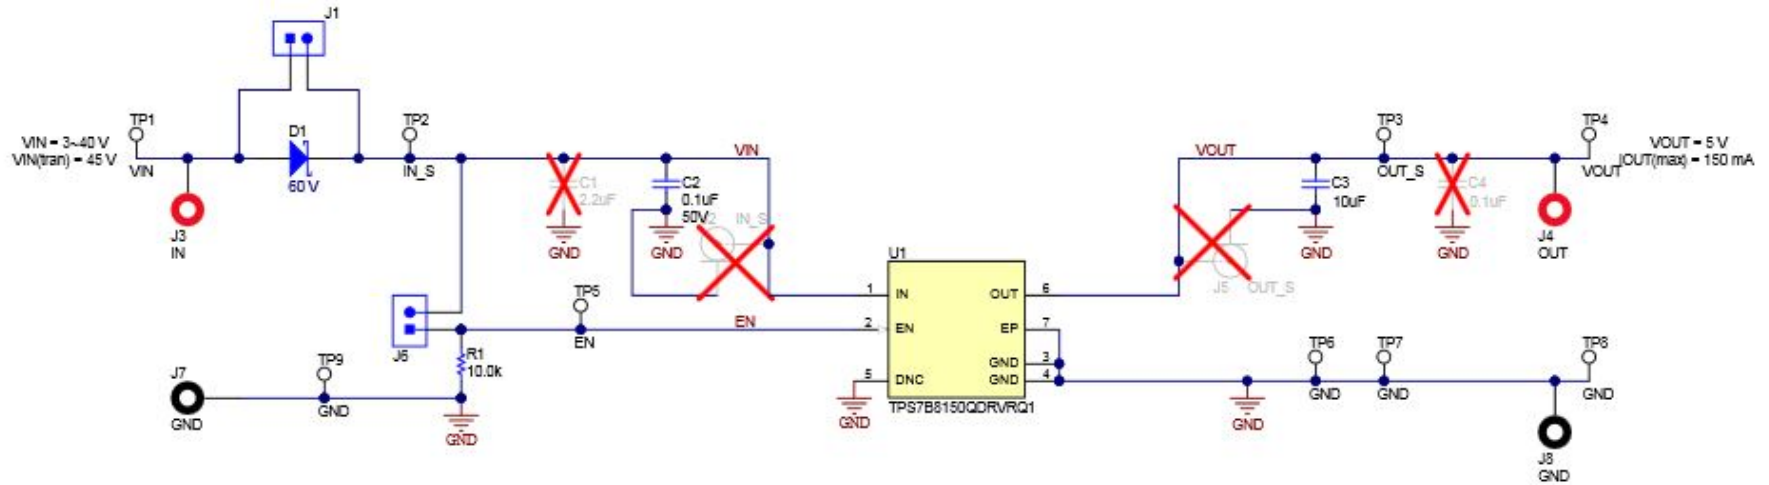 J1
TP1
VIN = 3~40 V
VIN(tran) = 45 V
VIN
J3
IN
D1
60 V
TP2
IN_S
C1
2.2uF
GND
C2
0.1uF
50V
GND
IN_S
VIN
J6
R1
10.0k
TP5
EN
EN
J7
GND
TP9
GND
GND
U1
1
IN
2
EN
5
DNC
OUT
6
EP
7
GND
3
GND
4
TPS7B8150QDRVRQ1
GND
VOUT
J5
OUT_S
C3
10uF
GND
TP3
OUT_S
C4
0.1uF
GND
TP4
VOUT
VOUT = 5 V
IOUT(max) = 150 mA
J4
OUT
GND
TP6
GND
TP7
GND
TP8
GND
J8
GND